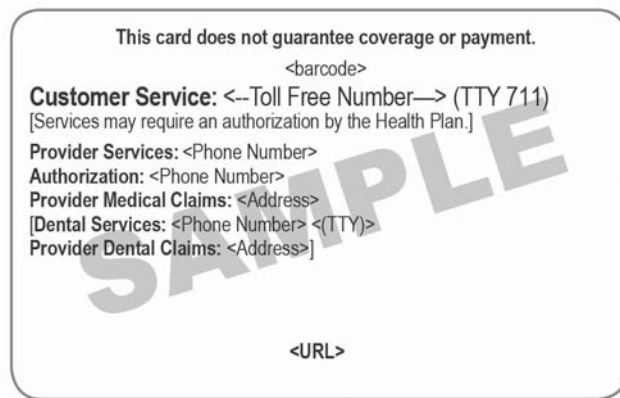 This card does not guarantee coverage or payment.
<barcode>
Customer Service: <--Toll Free Number—> (TTY 711)
[Services may require an authorization by the Health Plan.]
Provider Services: <Phone Number>
Authorization: <Phone Number>
Provider Medical Claims: <Address>
[Dental Services: <Phone Number> <(TTY)>
Provider Dental Claims: <Address>]
SAMPLE
<URL>